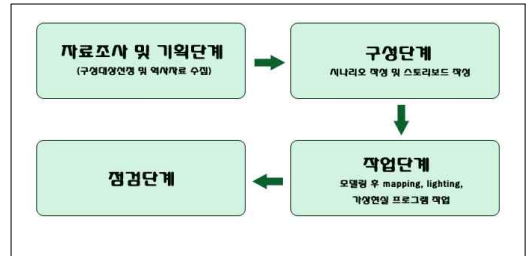 자료조사 및 기획단계
(구성대상선정 및 역사자료 수집)
구성단계
시나리오 작성 및 스토리보드 작성
점검단계
작업단계
모델링 후 mapping, lighting,
가상현실 프로그램 작업